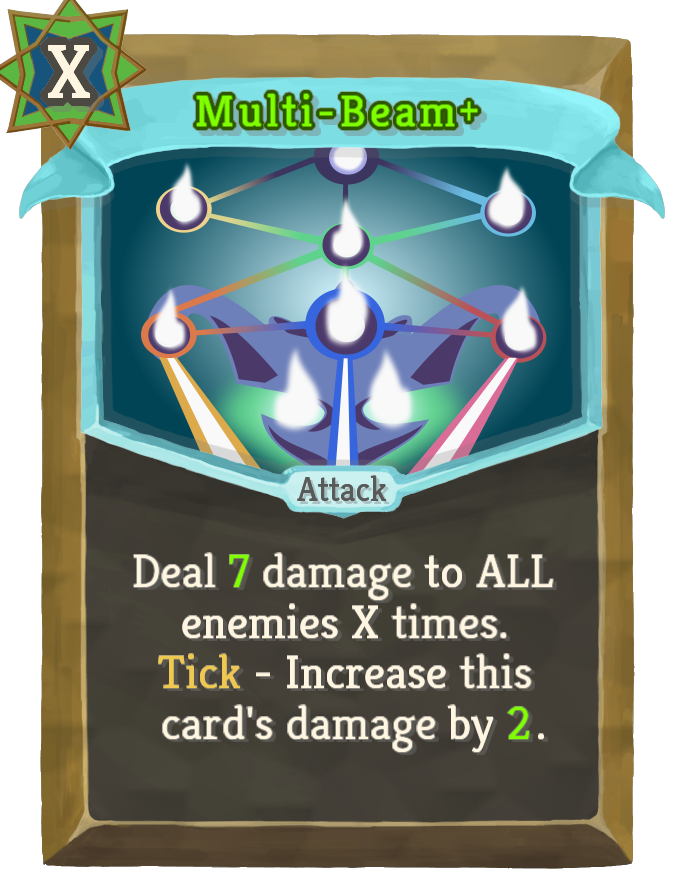 X
Multi-Beam+
Attack
Deal 7 damage to ALL
enemies X times.
Tick - Increase this
card's damage by 2.